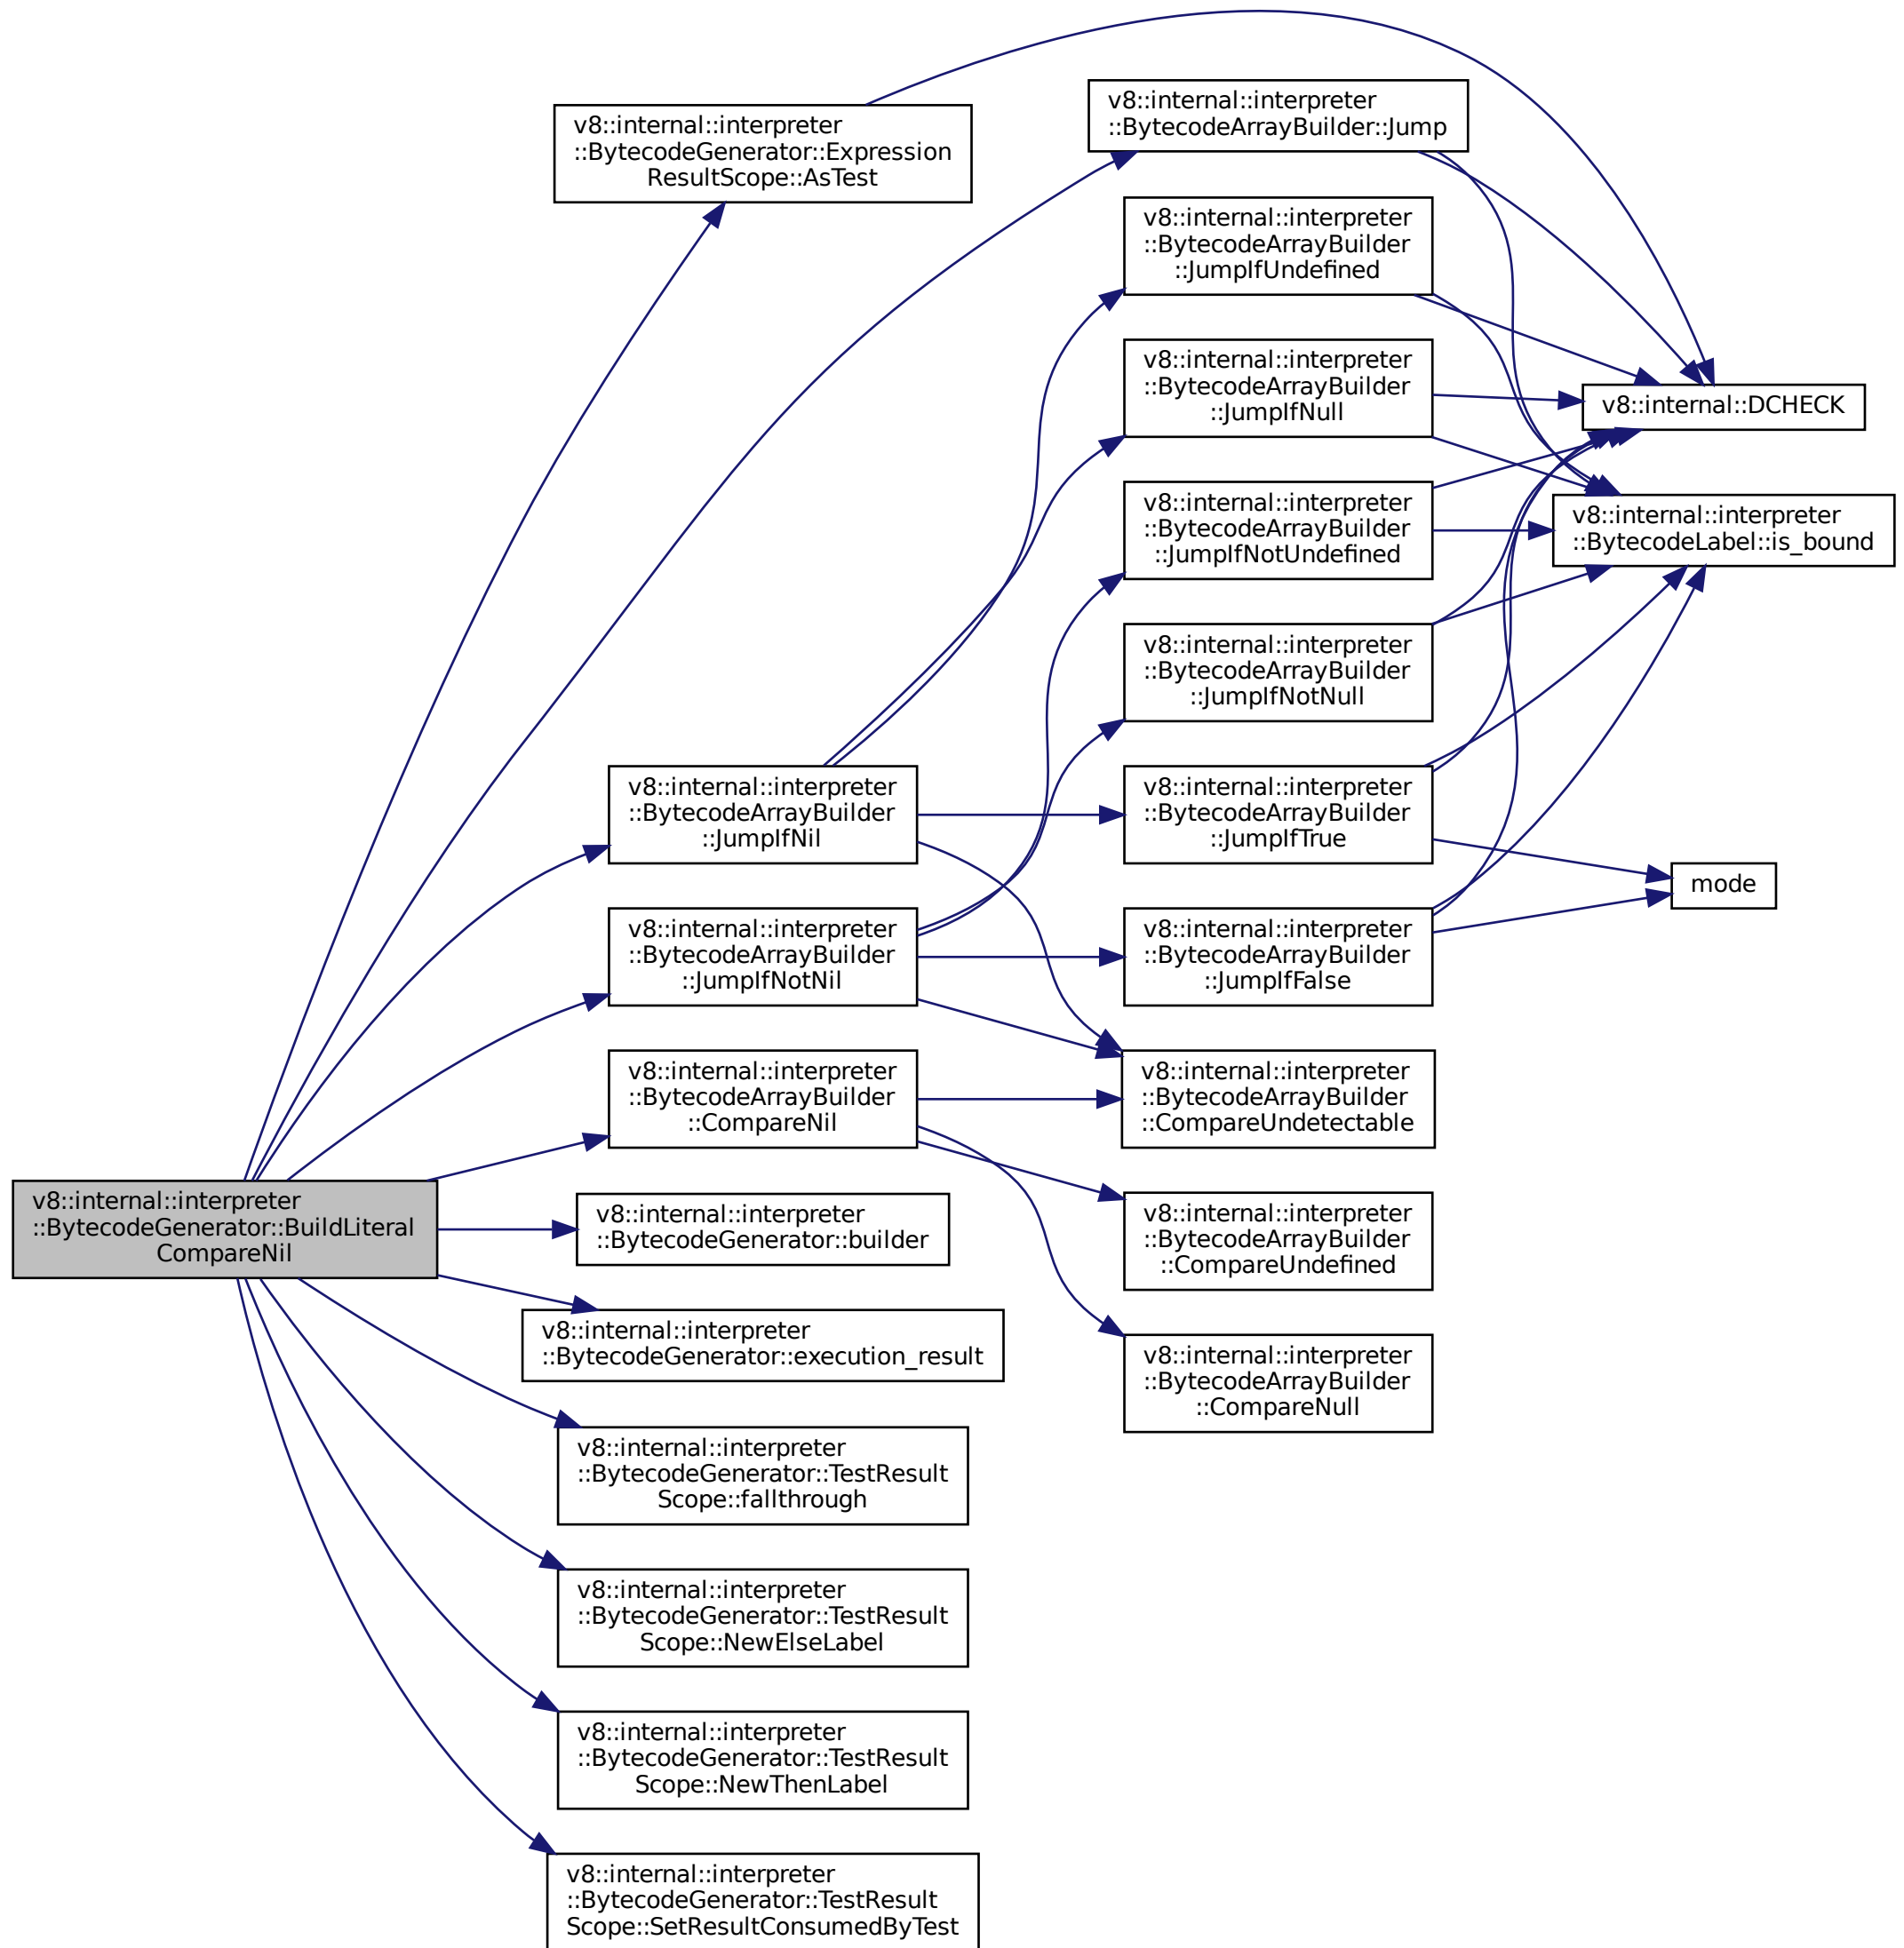 v8::internal::interpreter
::BytecodeGenerator::BuildLiteral
CompareNil
v8::internal::interpreter
::BytecodeGenerator::Expression
ResultScope::AsTest
v8::internal::interpreter
::BytecodeArrayBuilder
::JumpIfNil
v8::internal::interpreter
::BytecodeArrayBuilder
::JumpIfNotNil
v8::internal::interpreter
::BytecodeArrayBuilder
::CompareNil
v8::internal::interpreter
::BytecodeGenerator::builder
v8::internal::interpreter
::BytecodeGenerator::execution_result
v8::internal::interpreter
::BytecodeGenerator::TestResult
Scope::fallthrough
v8::internal::interpreter
::BytecodeGenerator::TestResult
Scope::NewElseLabel
v8::internal::interpreter
::BytecodeGenerator::TestResult
Scope::NewThenLabel
v8::internal::interpreter
::BytecodeGenerator::TestResult
Scope::SetResultConsumedByTest
v8::internal::interpreter
::BytecodeArrayBuilder::Jump
v8::internal::interpreter
::BytecodeArrayBuilder
::JumpIfUndefined
v8::internal::interpreter
::BytecodeArrayBuilder
::JumpIfNull
v8::internal::interpreter
::BytecodeArrayBuilder
::JumpIfNotUndefined
v8::internal::interpreter
::BytecodeArrayBuilder
::JumpIfNotNull
v8::internal::interpreter
::BytecodeArrayBuilder
::JumpIfTrue
v8::internal::interpreter
::BytecodeArrayBuilder
::JumpIfFalse
v8::internal::interpreter
::BytecodeArrayBuilder
::CompareUndetectable
v8::internal::interpreter
::BytecodeArrayBuilder
::CompareUndefined
v8::internal::interpreter
::BytecodeArrayBuilder
::CompareNull
v8::internal::DCHECK
v8::internal::interpreter
::BytecodeLabel::is_bound
mode